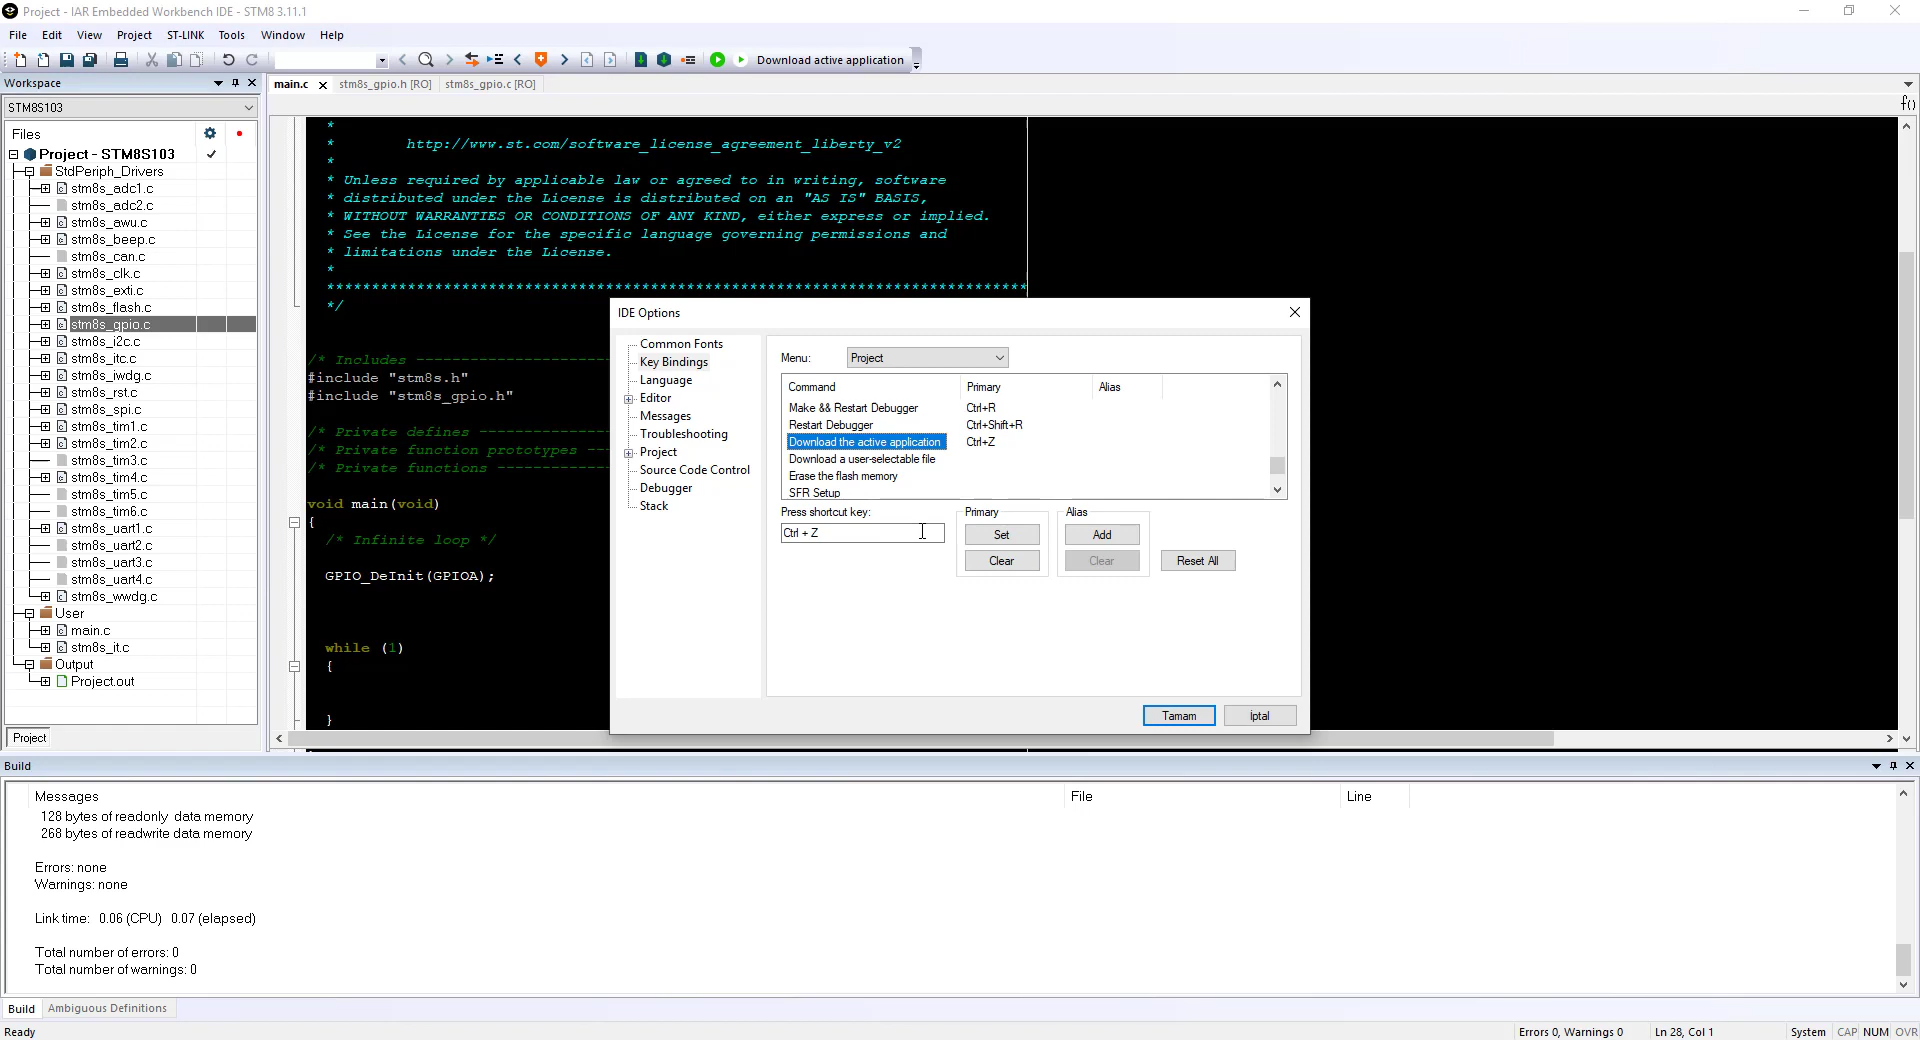 Project - IAR Embedded Workbench IDE - STM8 3.11.1
File Edit View Project ST-LINK Tools Window Help
Download active application
Workspace
main.c stm8s_gpio.h [RO] stm8s_gpio.c [RO]
STM8S103
f()
Files
Project - STM8S103
StdPeriph_Drivers
stm8s_adc1.c
stm8s_adc2.c
stm8s_awu.c
stm8s_beep.c
stm8s_can.c
stm8s_clk.c
stm8s_exti.c
stm8s_flash.c
stm8s_gpio.c
stm8s_i2c.c
stm8s_itc.c
stm8s_iwdg.c
stm8s_rst.c
stm8s_spi.c
stm8s_tim1.c
stm8s_tim2.c
stm8s_tim3.c
stm8s_tim4.c
stm8s_tim5.c
stm8s_tim6.c
stm8s_uart1.c
stm8s_uart2.c
stm8s_uart3.c
stm8s_uart4.c
stm8s_wwdg.c
User
main.c
stm8s_it.c
Output
Project.out
Project
*
* http://www.st.com/software_license_agreement_liberty_v2
*
* Unless required by applicable law or agreed to in writing, software
* distributed under the License is distributed on an "AS IS" BASIS,
* WITHOUT WARRANTIES OR CONDITIONS OF ANY KIND, either express or implied.
* See the License for the specific language governing permissions and
* limitations under the License.
*
******************************************************************************
*/
/* Includes ----------------------
#include "stm8s.h"
#include "stm8s_gpio.h"
/* Private defines ---------------
/* Private function prototypes ---
/* Private functions -------------
void main(void)
{
/* Infinite loop */
GPIO_DeInit(GPIOA);
while (1)
{
}
IDE Options
Common Fonts
Key Bindings
Language
Editor
Messages
Troubleshooting
Project
Source Code Control
Debugger
Stack
Menu: Project
Command Primary Alias
Make && Restart Debugger Ctrl+R
Restart Debugger Ctrl+Shift+R
Download the active application Ctrl+Z
Download a user-selectable file
Erase the flash memory
SFR Setup
Press shortcut key: Primary Alias
Ctrl + Z Set Add
Clear Clear Reset All
Tamam İptal
Build
Messages File Line
128 bytes of readonly data memory
268 bytes of readwrite data memory
Errors: none
Warnings: none
Link time: 0.06 (CPU) 0.07 (elapsed)
Total number of errors: 0
Total number of warnings: 0
Build Ambiguous Definitions
Ready Errors 0, Warnings 0 Ln 28, Col 1 System CAP NUM OVR